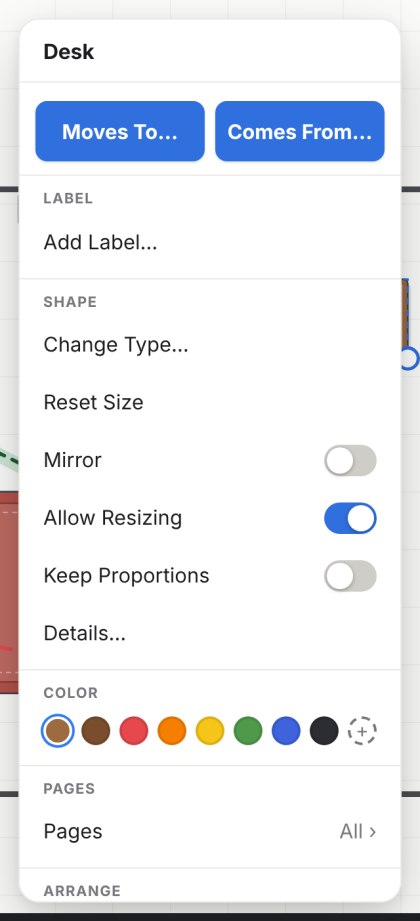 Desk
Moves To...
Comes From...
LABEL
Add Label...
SHAPE
Change Type...
Reset Size
Mirror
Allow Resizing
Keep Proportions
Details...
COLOR
+
PAGES
Pages All ›
ARRANGE